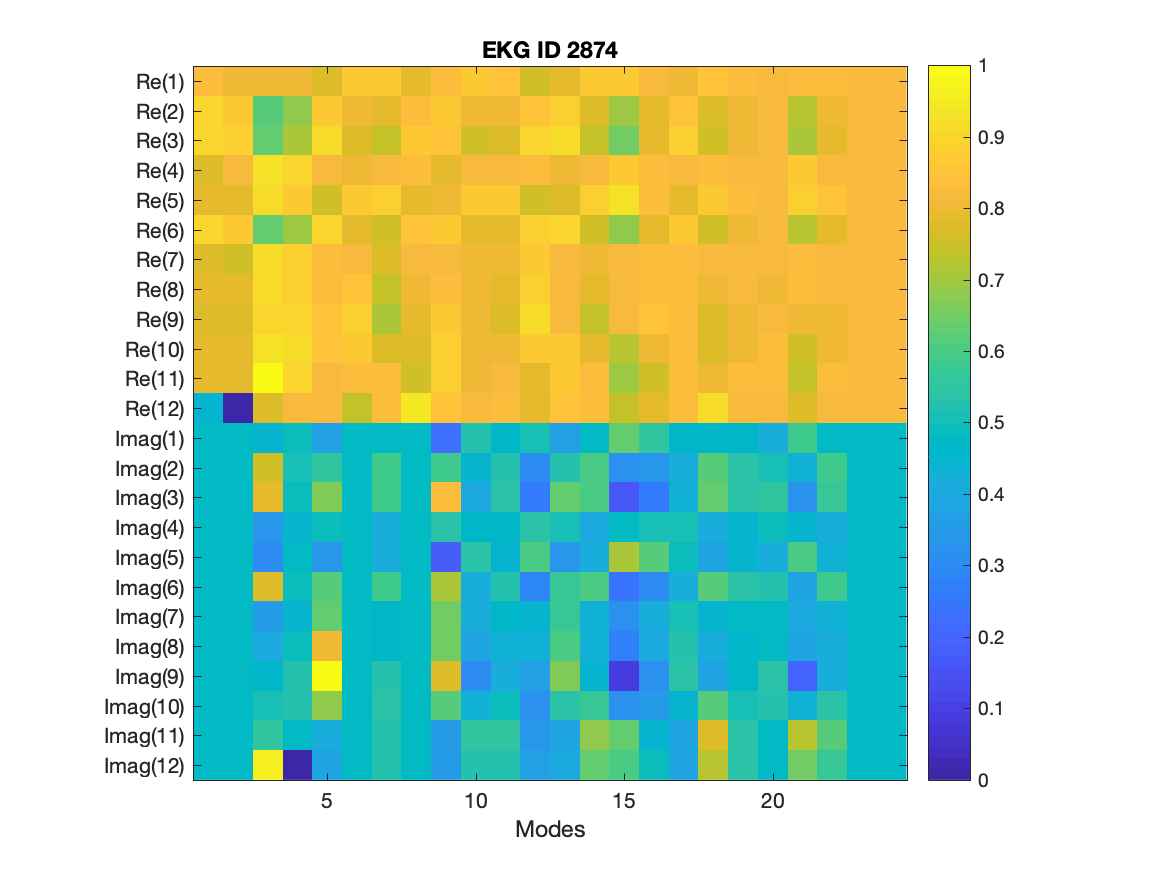 EKG ID 2874
Re(1)
Re(2)
Re(3)
Re(4)
Re(5)
Re(6)
Re(7)
Re(8)
Re(9)
Re(10)
Re(11)
Re(12)
Imag(1)
Imag(2)
Imag(3)
Imag(4)
Imag(5)
Imag(6)
Imag(7)
Imag(8)
Imag(9)
Imag(10)
Imag(11)
Imag(12)
5 10 15 20
Modes
1
0.9
0.8
0.7
0.6
0.5
0.4
0.3
0.2
0.1
0